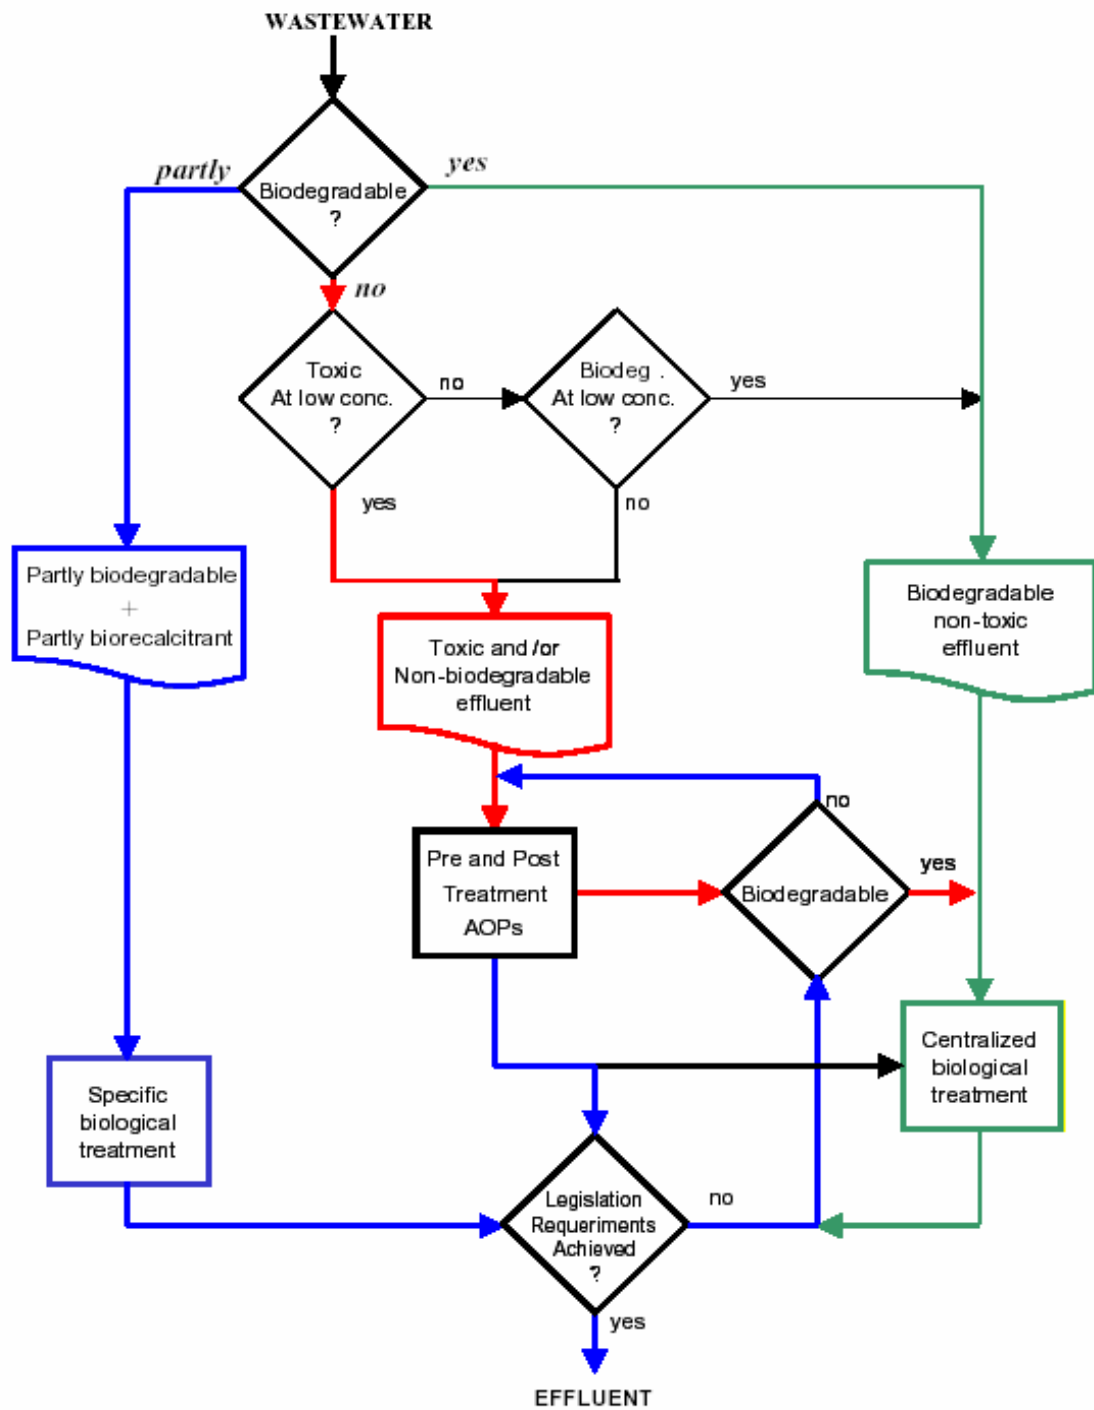 WASTEWATER
partly
yes
Biodegradable
?
no
Toxic
At low conc.
?
no
Biodeg .
At low conc.
?
yes
yes
no
Partly biodegradable
+
Partly biorecalcitrant
Toxic and /or
Non-biodegradable
effluent
Biodegradable
non-toxic
effluent
no
Pre and Post
Treatment
AOPs
Biodegradable
yes
Centralized
biological
treatment
Specific
biological
treatment
Legislation
Requeriments
Achieved
?
no
yes
EFFLUENT